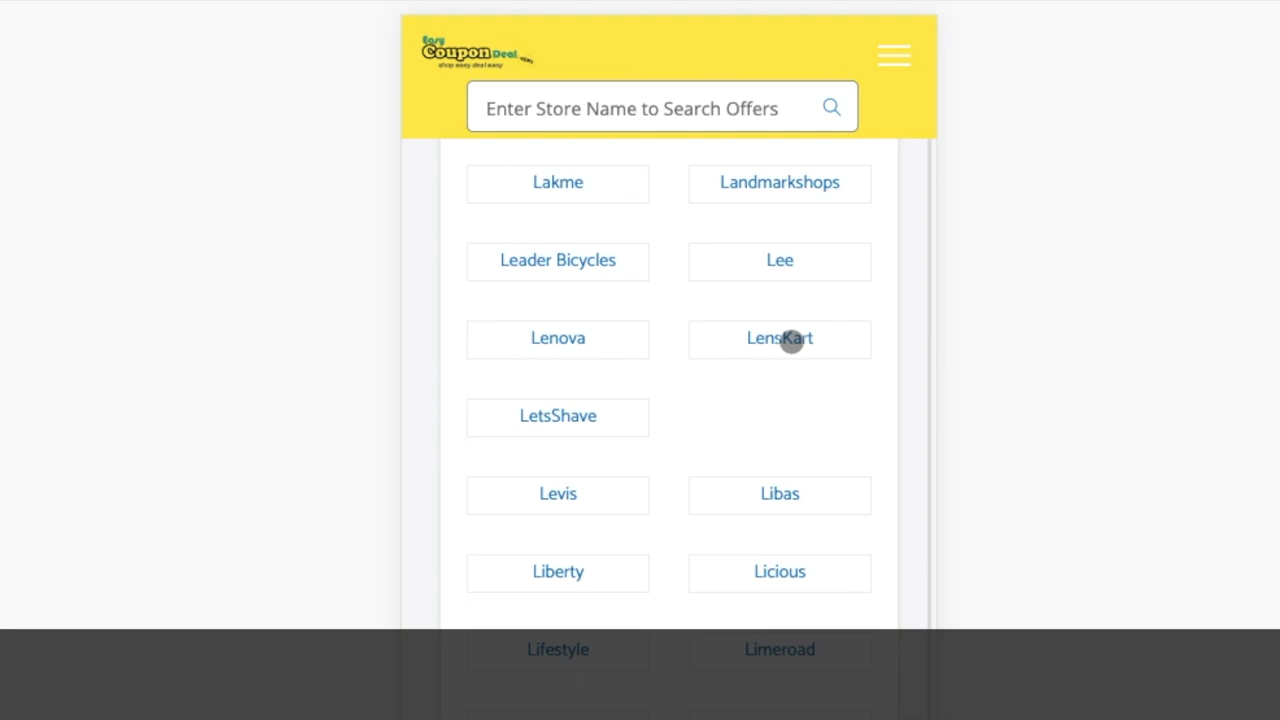 Easy
Coupon Deal
shop easy deal easy
Enter Store Name to Search Offers
Lakme
Landmarkshops
Leader Bicycles
Lee
Lenova
LensKart
LetsShave
Levis
Libas
Liberty
Licious
Lifestyle
Limeroad